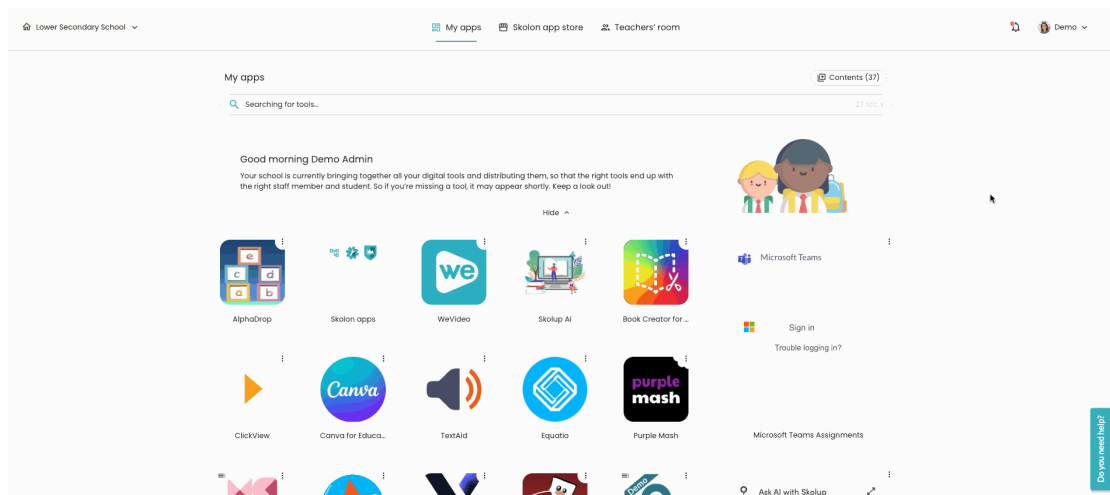 Lower Secondary School
My apps
Skolon app store
Teachers' room
Demo
My apps
Contents (37)
Searching for tools...
Good morning Demo Admin
Your school is currently bringing together all your digital tools and distributing them, so that the right tools end up with
the right staff member and student. So if you're missing a tool, it may appear shortly. Keep a look out!
Hide
e
c d
a b
we
Microsoft Teams
AlphaDrop
Skolon apps
WeVideo
Skolup AI
Book Creator for ...
Sign in
Trouble logging in?
Canva
purple
mash
ClickView
Canva for Educa...
TextAid
Equatio
Purple Mash
Microsoft Teams Assignments
Do you need help?
Demo
Ask AI with Skolup